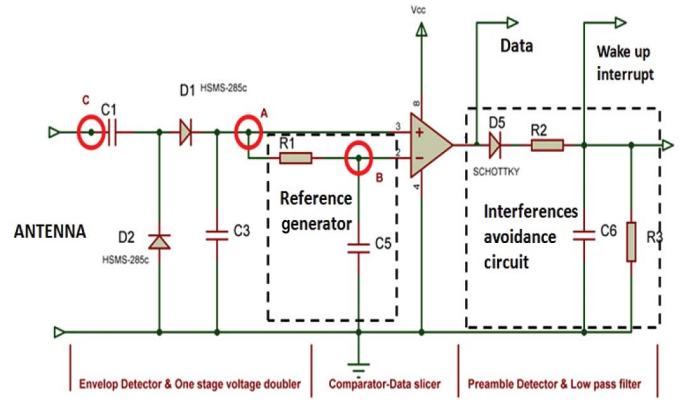 Vcc
Data
Wake up
interrupt
D1 HSMS-285c
C
C1
A
D5
R2
8
3
R1
2
B
4
SCHOTTKY
Reference
generator
Interferences
avoidance
circuit
ANTENNA
D2
HSMS-285c
C3
C5
C6
R3
Envelop Detector & One stage voltage doubler
Comparator-Data slicer
Preamble Detector & Low pass filter